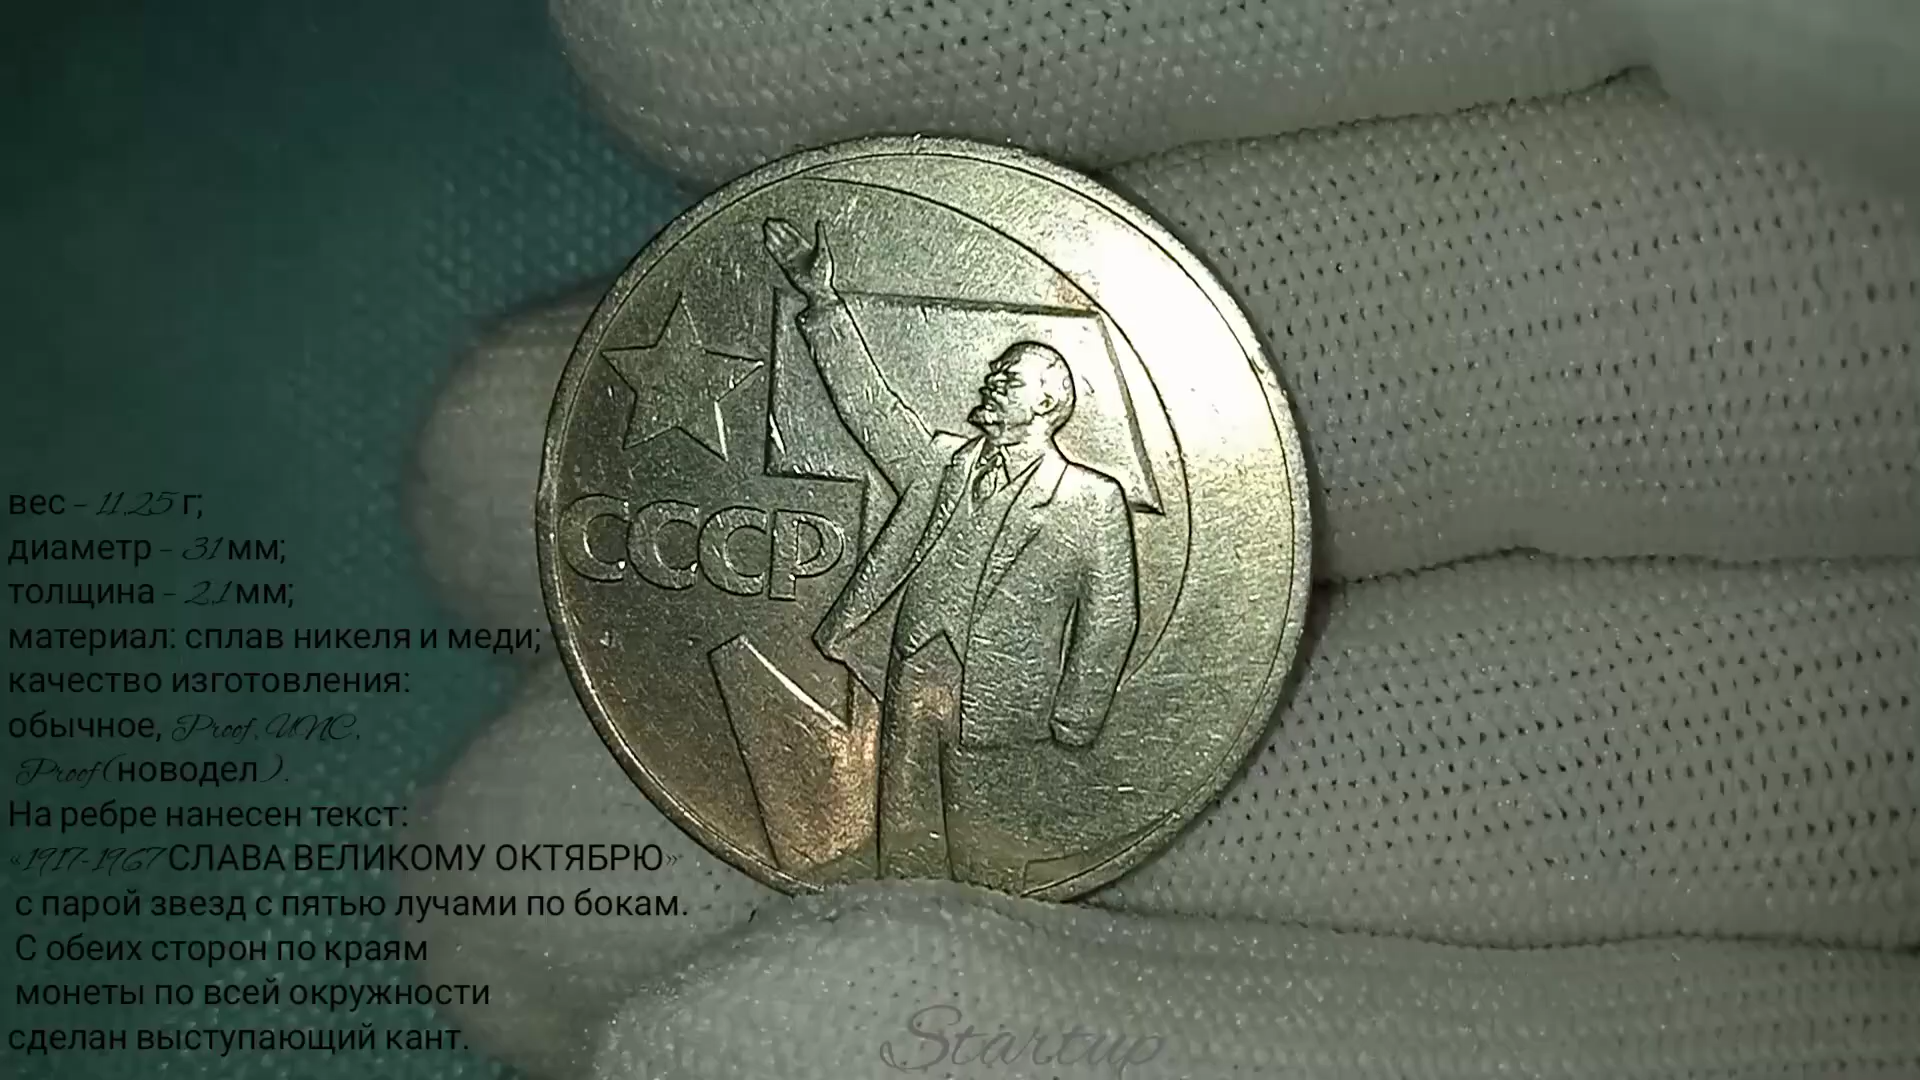 СССР
вес - 11,25 г;
диаметр - 31 мм;
толщина - 2,1 мм;
материал: сплав никеля и меди;
качество изготовления:
обычное, Proof, UNC,
Proof (новодел).
На ребре нанесен текст:
«1917-1967 СЛАВА ВЕЛИКОМУ ОКТЯБРЮ»
с парой звезд с пятью лучами по бокам.
С обеих сторон по краям
монеты по всей окружности
сделан выступающий кант.
Startup